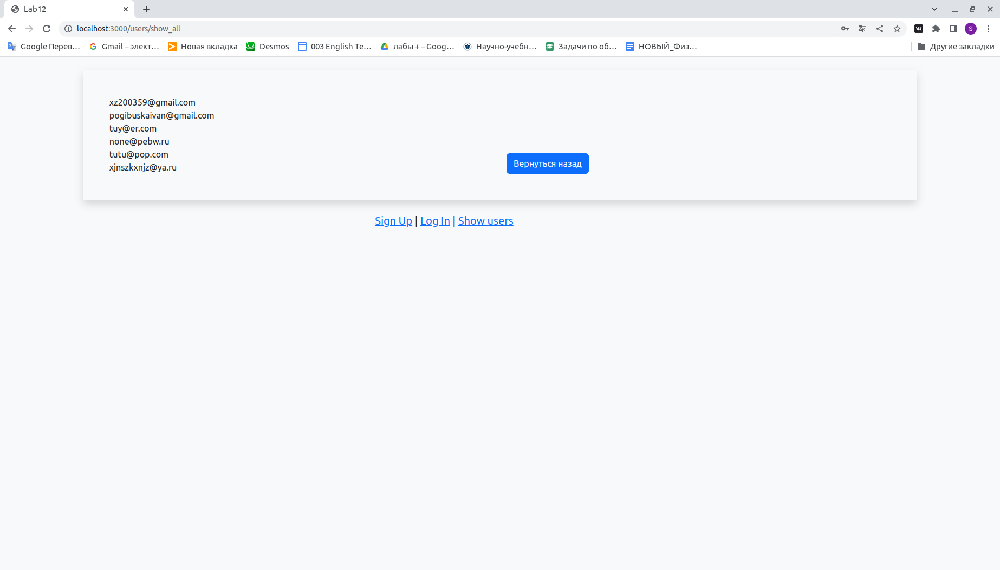 Lab12
localhost:3000/users/show_all
S
Google Перев… Gmail – элект… Новая вкладка Desmos 003 English Te… лабы + – Goog… Научно-учебн… Задачи по об… НОВЫЙ_Физ… Другие закладки
xz200359@gmail.com
pogibuskaivan@gmail.com
tuy@er.com
none@pebw.ru
tutu@pop.com
xjnszkxnjz@ya.ru
Вернуться назад
Sign Up | Log In | Show users